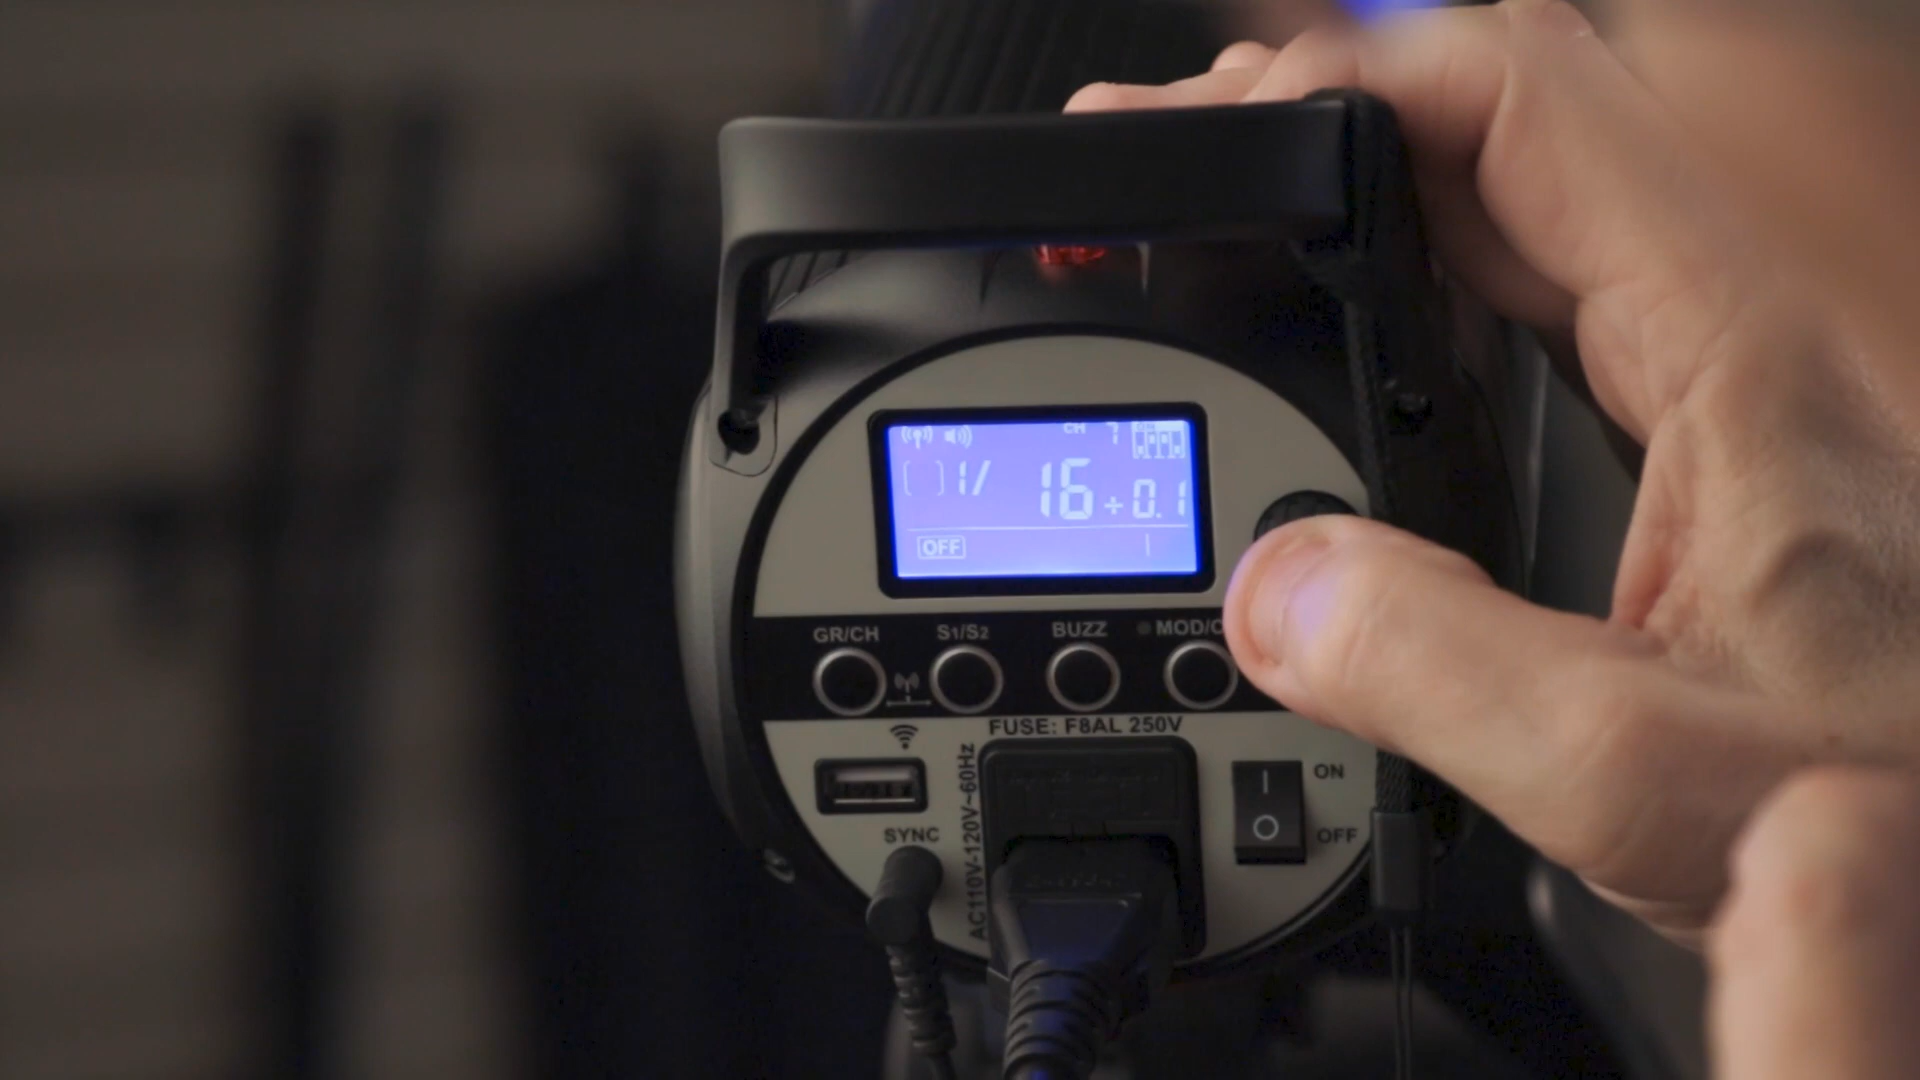 CH 7
1/ 16 +0.1
OFF
GR/CH S1/S2 BUZZ
FUSE: F8AL 250V
AC110V-120V~60Hz
ON
SYNC
OFF